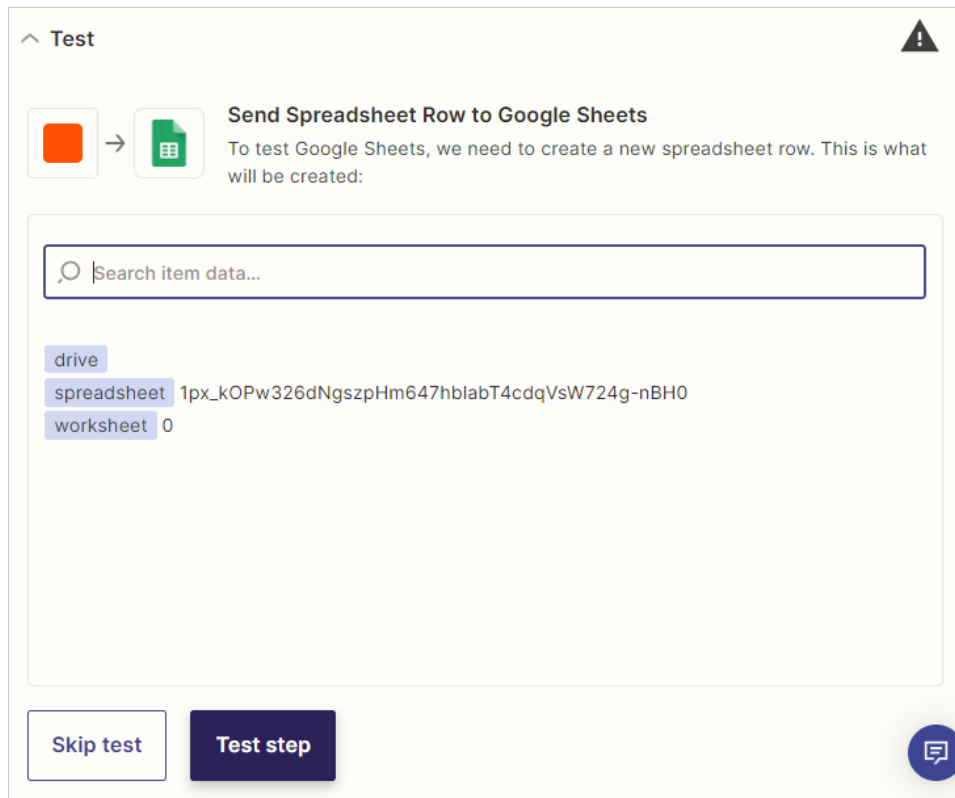 Test
Send Spreadsheet Row to Google Sheets
To test Google Sheets, we need to create a new spreadsheet row. This is what
will be created:
Search item data...
drive
spreadsheet 1px_kOPw326dNgszpHm647hblabT4cdqVsW724g-nBH0
worksheet 0
Skip test
Test step